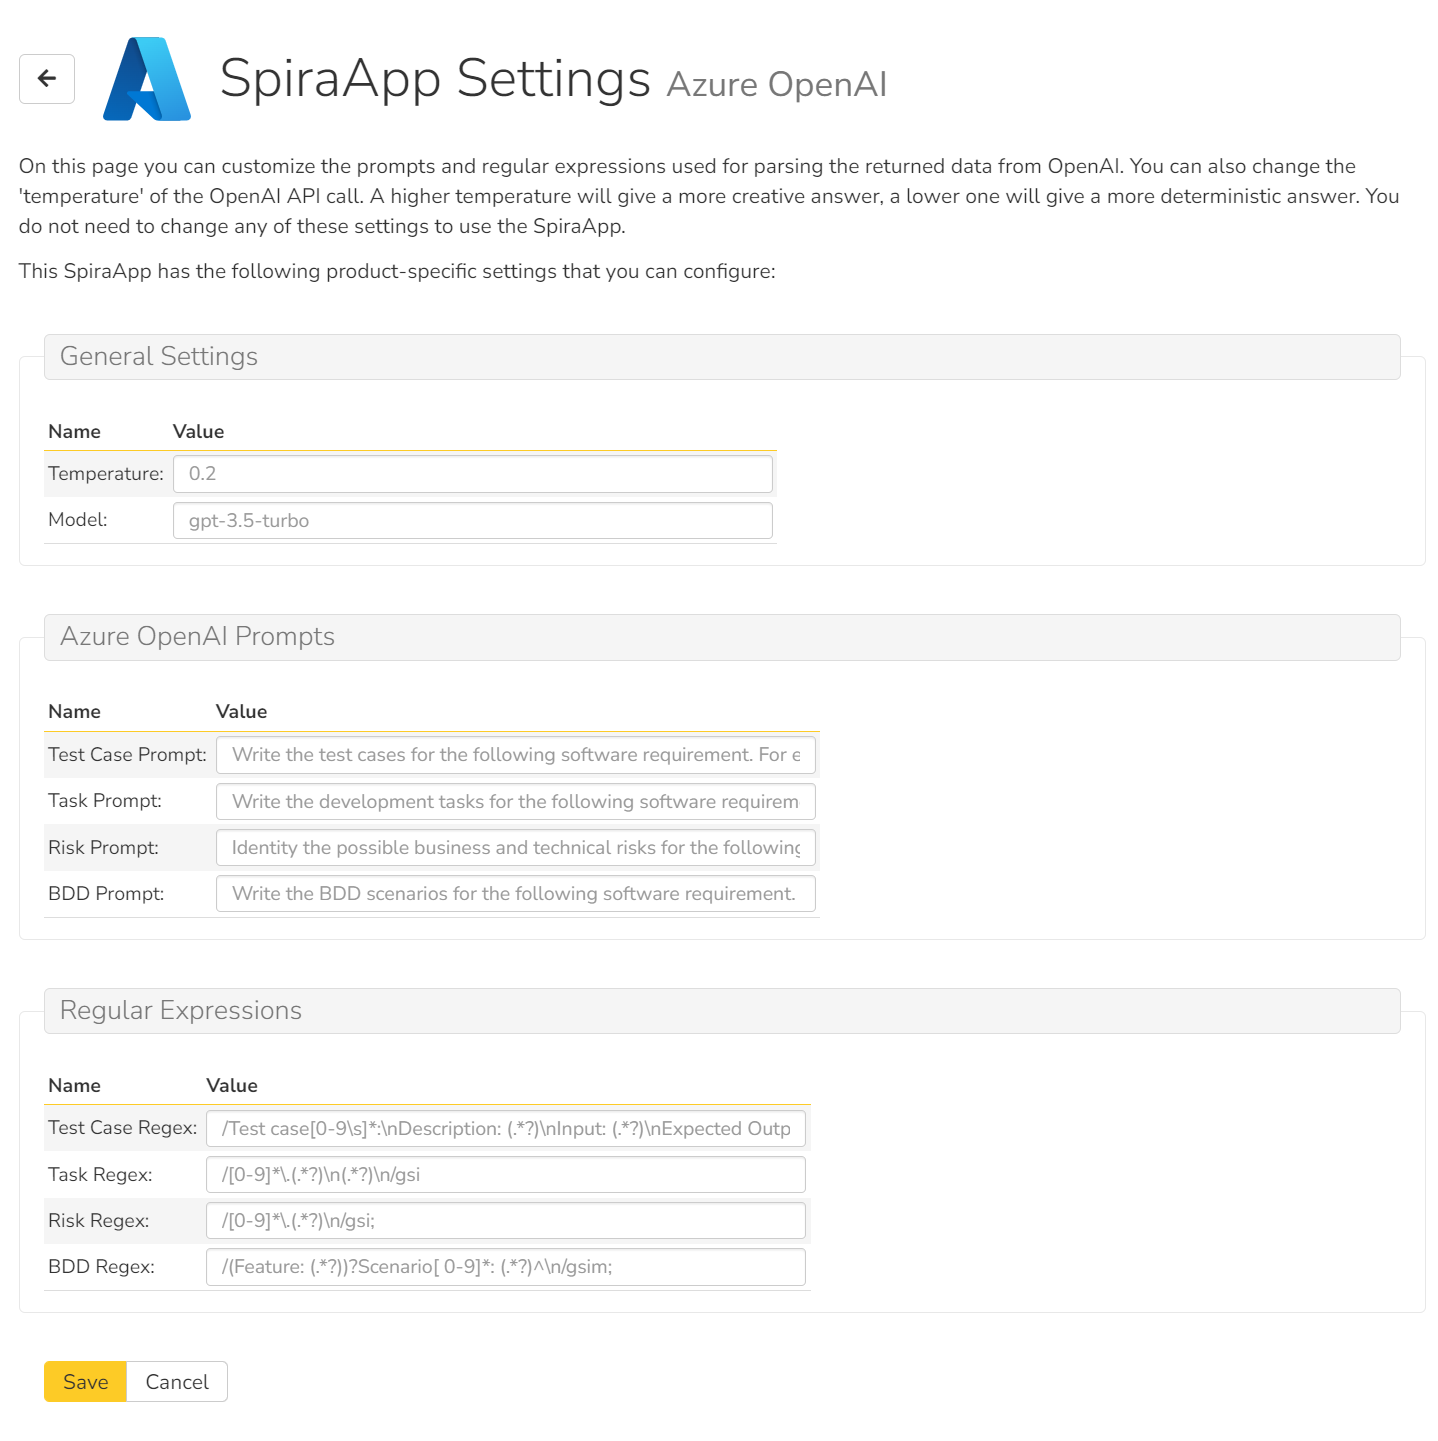 SpiraApp Settings Azure OpenAI
On this page you can customize the prompts and regular expressions used for parsing the returned data from OpenAI. You can also change the
'temperature' of the OpenAI API call. A higher temperature will give a more creative answer, a lower one will give a more deterministic answer. You
do not need to change any of these settings to use the SpiraApp.
This SpiraApp has the following product-specific settings that you can configure:
General Settings
Name Value
Temperature: 0.2
Model: gpt-3.5-turbo
Azure OpenAI Prompts
Name Value
Test Case Prompt: Write the test cases for the following software requirement. For e
Task Prompt: Write the development tasks for the following software requirem
Risk Prompt: Identity the possible business and technical risks for the following
BDD Prompt: Write the BDD scenarios for the following software requirement.
Regular Expressions
Name Value
Test Case Regex: /Test case[0-9\s]*:\nDescription: (.*?)\nInput: (.*?)\nExpected Outp
Task Regex: /[0-9]*\.(.*?)\n(.*?)\n/gsi
Risk Regex: /[0-9]*\.(.*?)\n/gsi;
BDD Regex: /(Feature: (.*?))?Scenario[ 0-9]*: (.*?)^\n/gsim;
Save Cancel